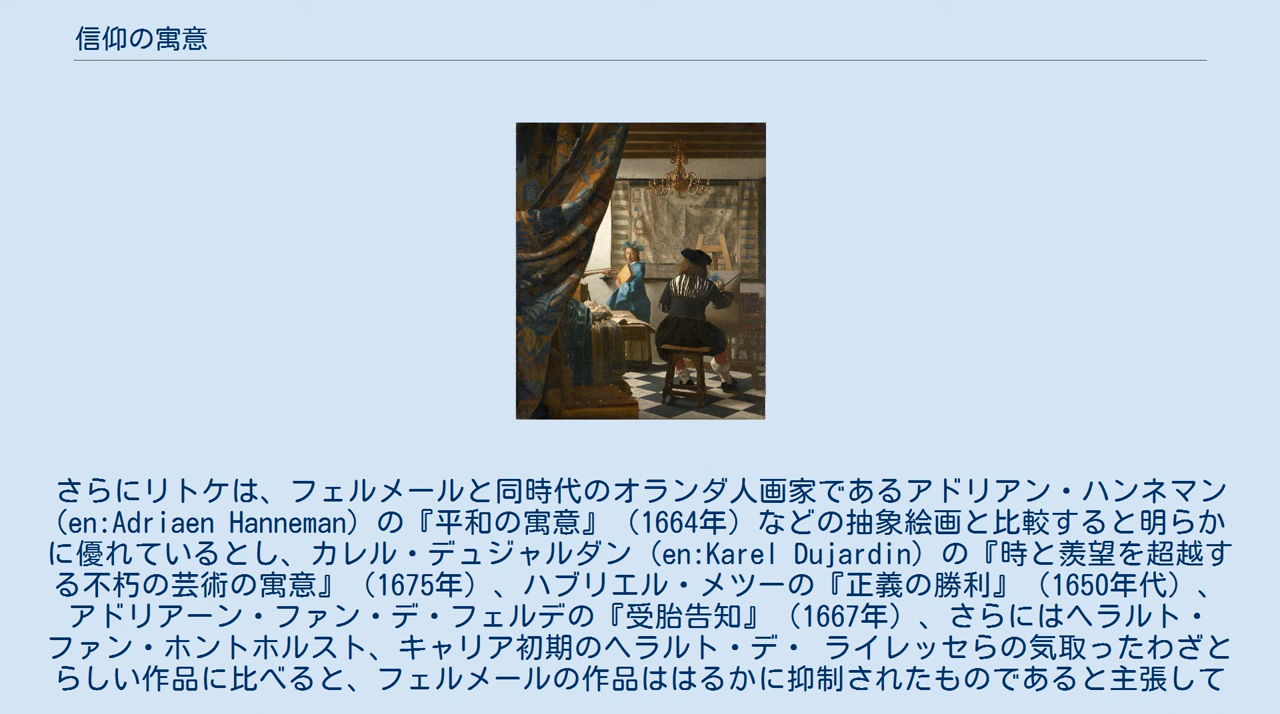 信仰の寓意
さらにリトケは、フェルメールと同時代のオランダ人画家であるアドリアン・ハンネマン
（en:Adriaen Hanneman）の『平和の寓意』（1664年）などの抽象絵画と比較すると明らか
に優れているとし、カレル・デュジャルダン（en:Karel Dujardin）の『時と羨望を超越す
る不朽の芸術の寓意』（1675年）、ハブリエル・メツーの『正義の勝利』（1650年代）、
アドリアーン・ファン・デ・フェルデの『受胎告知』（1667年）、さらにはヘラルト・
ファン・ホントホルスト、キャリア初期のヘラルト・デ・ ライレッセらの気取ったわざと
らしい作品に比べると、フェルメールの作品ははるかに抑制されたものであると主張して